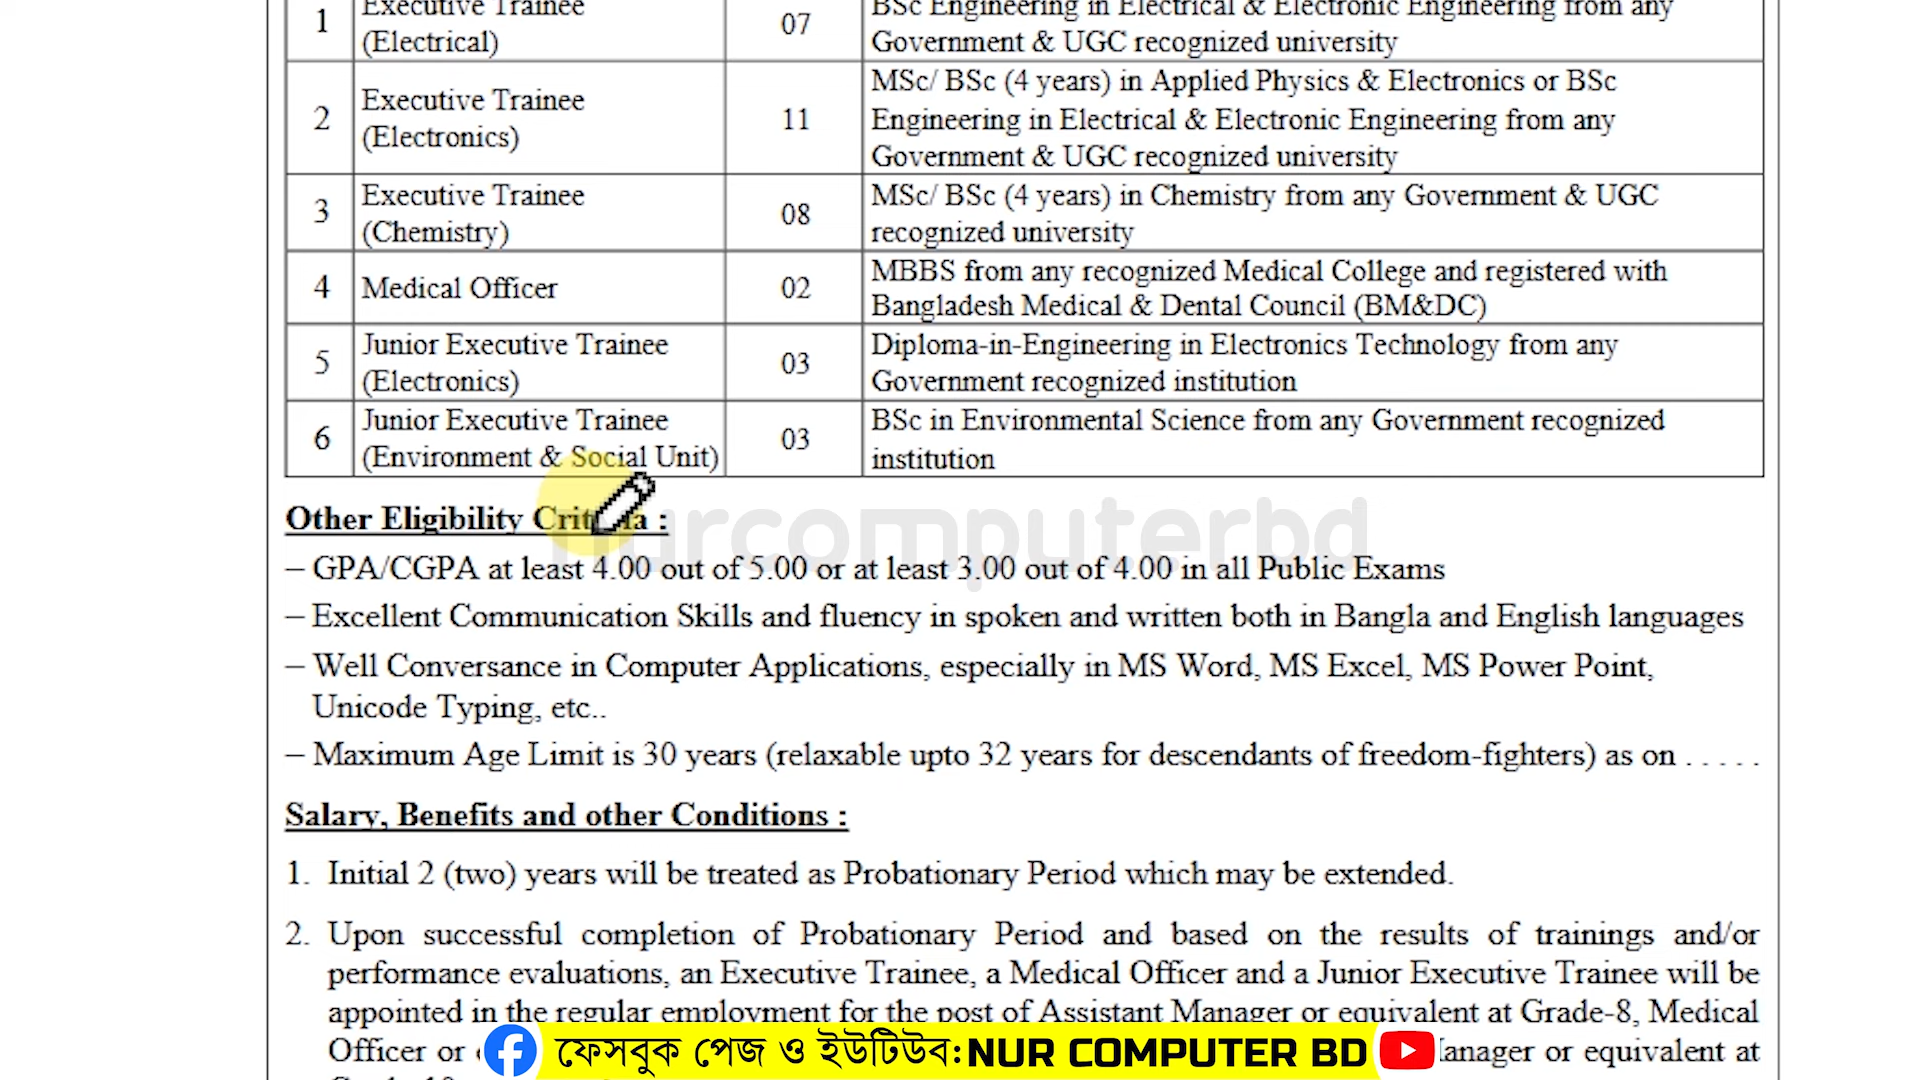 1
Executive Trainee
(Electrical)
07
BSc Engineering in Electrical & Electronic Engineering from any
Government & UGC recognized university
2
Executive Trainee
(Electronics)
11
MSc/ BSc (4 years) in Applied Physics & Electronics or BSc
Engineering in Electrical & Electronic Engineering from any
Government & UGC recognized university
3
Executive Trainee
(Chemistry)
08
MSc/ BSc (4 years) in Chemistry from any Government & UGC
recognized university
4
Medical Officer
02
MBBS from any recognized Medical College and registered with
Bangladesh Medical & Dental Council (BM&DC)
5
Junior Executive Trainee
(Electronics)
03
Diploma-in-Engineering in Electronics Technology from any
Government recognized institution
6
Junior Executive Trainee
(Environment & Social Unit)
03
BSc in Environmental Science from any Government recognized
institution
Other Eligibility Criteria :
nurcomputerbd
– GPA/CGPA at least 4.00 out of 5.00 or at least 3.00 out of 4.00 in all Public Exams
– Excellent Communication Skills and fluency in spoken and written both in Bangla and English languages
– Well Conversance in Computer Applications, especially in MS Word, MS Excel, MS Power Point,
Unicode Typing, etc..
– Maximum Age Limit is 30 years (relaxable upto 32 years for descendants of freedom-fighters) as on . . . . .
Salary, Benefits and other Conditions :
1. Initial 2 (two) years will be treated as Probationary Period which may be extended.
2. Upon successful completion of Probationary Period and based on the results of trainings and/or
performance evaluations, an Executive Trainee, a Medical Officer and a Junior Executive Trainee will be
appointed in the regular employment for the post of Assistant Manager or equivalent at Grade-8, Medical
Officer or Manager or equivalent at
ফেসবুক পেজ ও ইউটিউব: NUR COMPUTER BD